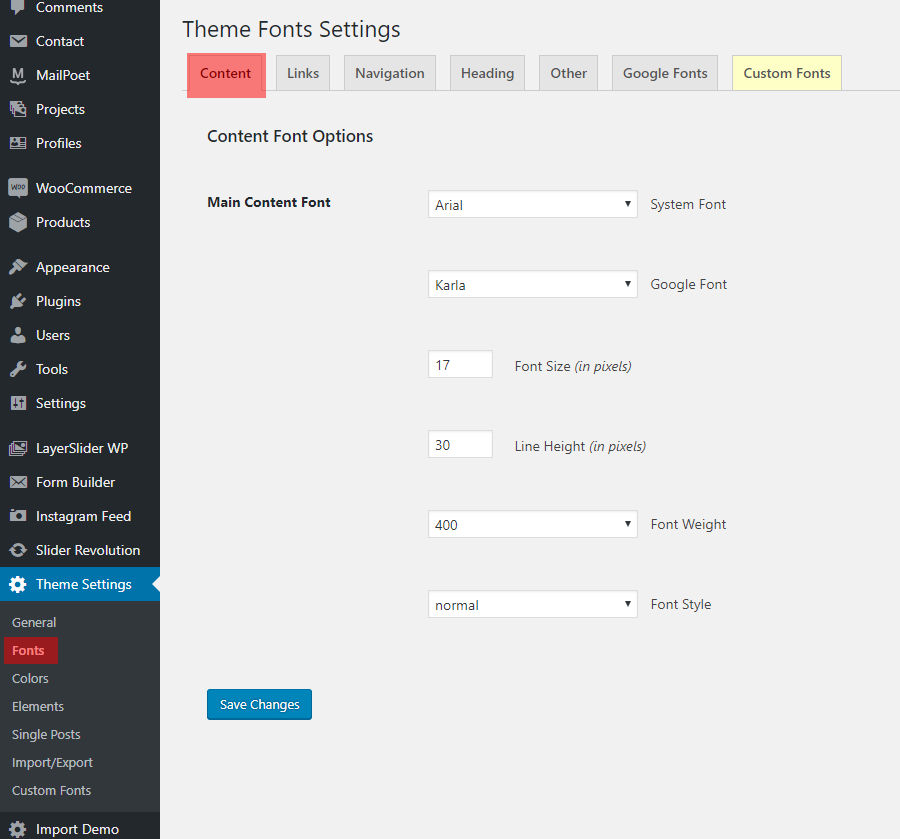 Comments
Contact
MailPoet
Projects
Profiles
WOO
WooCommerce
Products
Appearance
Plugins
Users
Tools
Settings
LayerSlider WP
Form Builder
Instagram Feed
Slider Revolution
Theme Settings
General
Fonts
Colors
Elements
Single Posts
Import/Export
Custom Fonts
Import Demo
Theme Fonts Settings
Content Links Navigation Heading Other Google Fonts Custom Fonts
Content Font Options
Main Content Font Arial System Font
Karla Google Font
17 Font Size (in pixels)
30 Line Height (in pixels)
400 Font Weight
normal Font Style
Save Changes